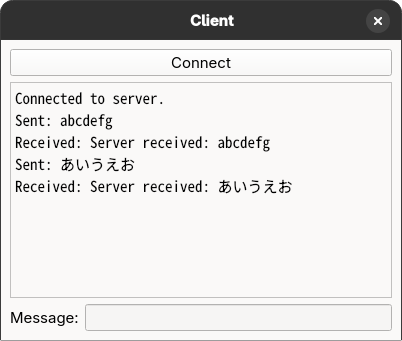 Client
Connect
Connected to server.
Sent: abcdefg
Received: Server received: abcdefg
Sent: あいうえお
Received: Server received: あいうえお
Message: